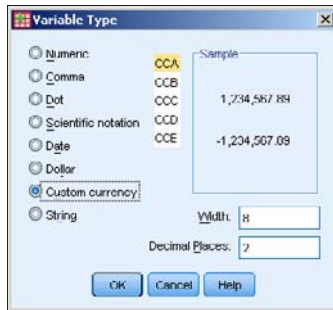 Variable Type
Numeric
Comma
Dot
Scientific notation
Date
Dollar
Custom currency
String
CCA
CCB
CCC
CCD
CCE
Sample
1,234,567.89
-1,234,567.09
Width: 8
Decimal Places: 2
OK Cancel Help